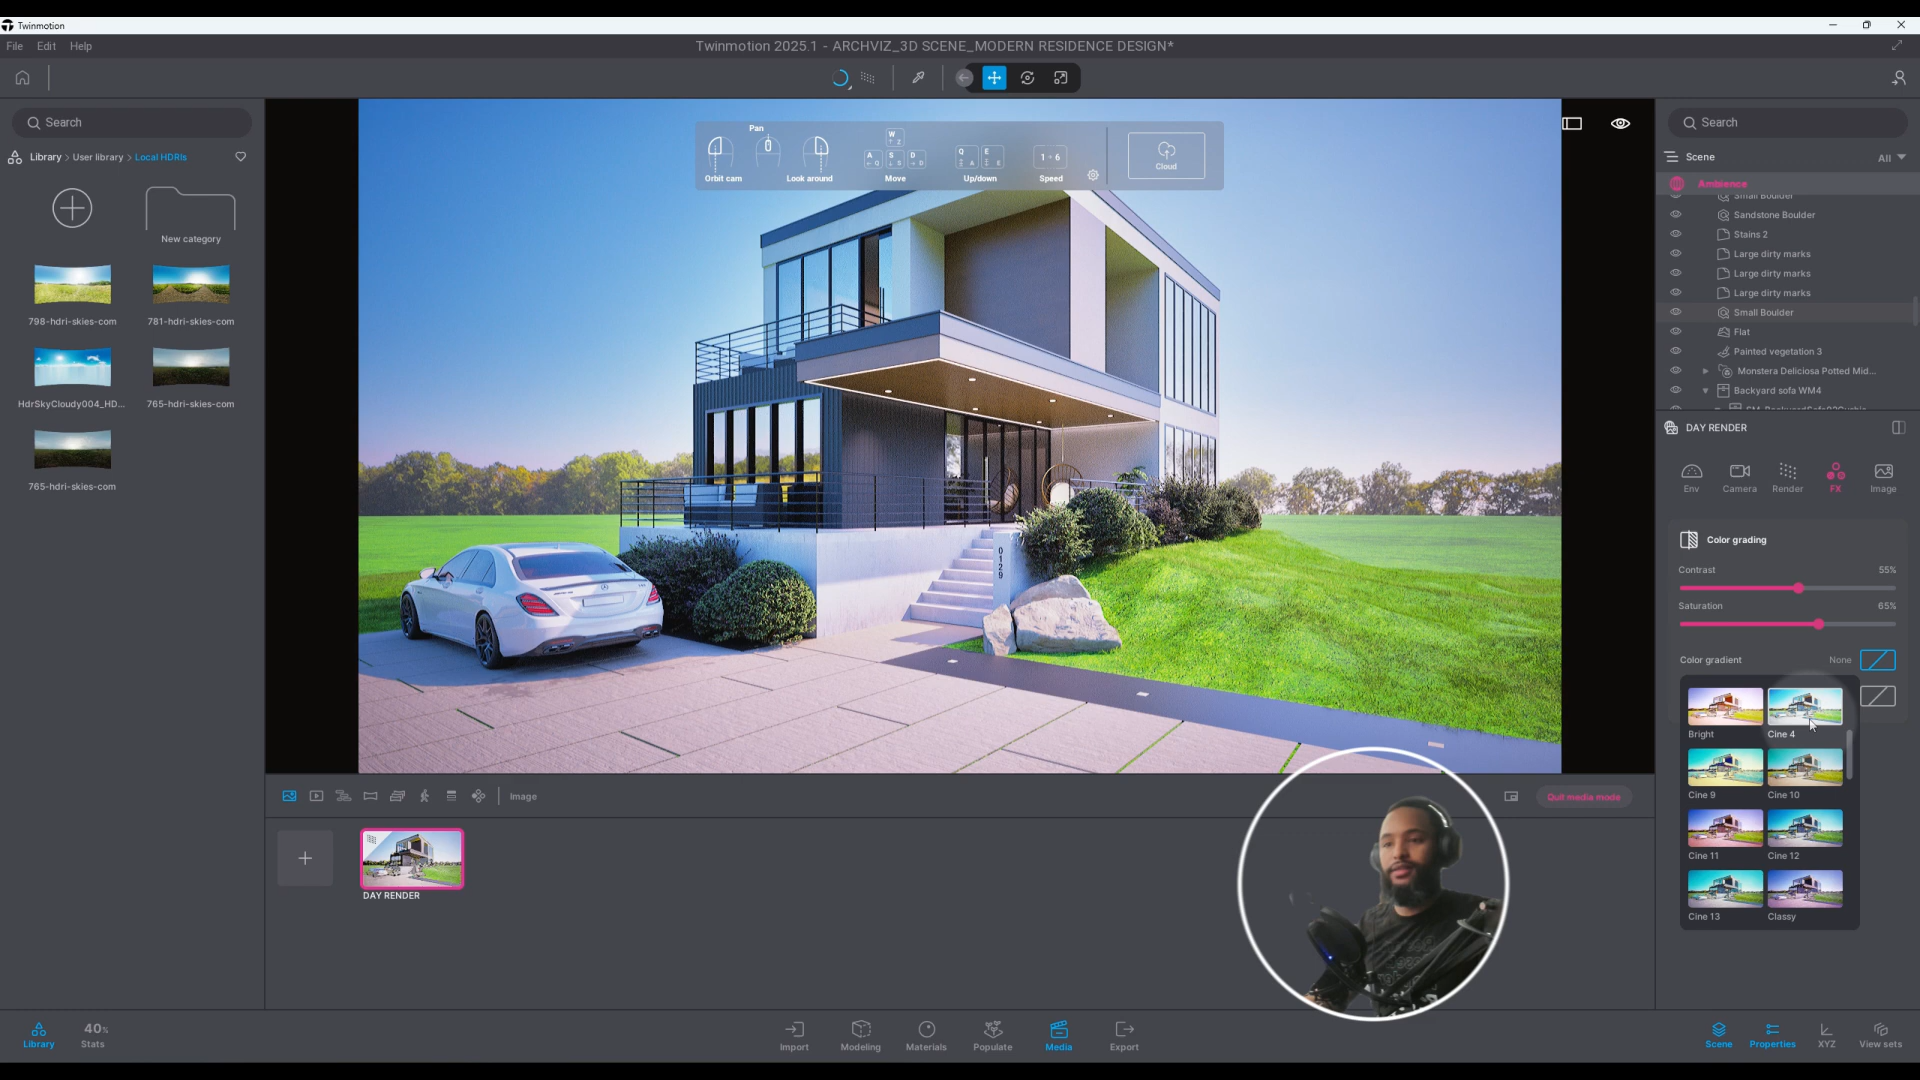 Twinmotion
File Edit Help
Twinmotion 2025.1 - ARCHVIZ_3D SCENE_MODERN RESIDENCE DESIGN*
Search
Library > User library > Local HDRIs
New category
798-hdri-skies-com
781-hdri-skies-com
HdrSkyCloudy004_HD...
765-hdri-skies-com
765-hdri-skies-com
Pan
Orbit cam
Look around
W
A S D
Move
Q E
Up/down
1 - 6
Speed
Cloud
0129
Search
Scene
All
Ambience
Small Boulder
Sandstone Boulder
Stains 2
Large dirty marks
Large dirty marks
Large dirty marks
Small Boulder
Flat
Painted vegetation 3
Monstera Deliciosa Potted Mid...
Backyard sofa WM4
DAY RENDER
Env
Camera
Render
FX
Image
Color grading
Contrast 55%
Saturation 65%
Color gradient None
Bright
Cine 4
Cine 9
Cine 10
Cine 11
Cine 12
Cine 13
Classy
Image
Quit media mode
DAY RENDER
Library
40%
Stats
Import
Modeling
Materials
Populate
Media
Export
Scene
Properties
XYZ
View sets